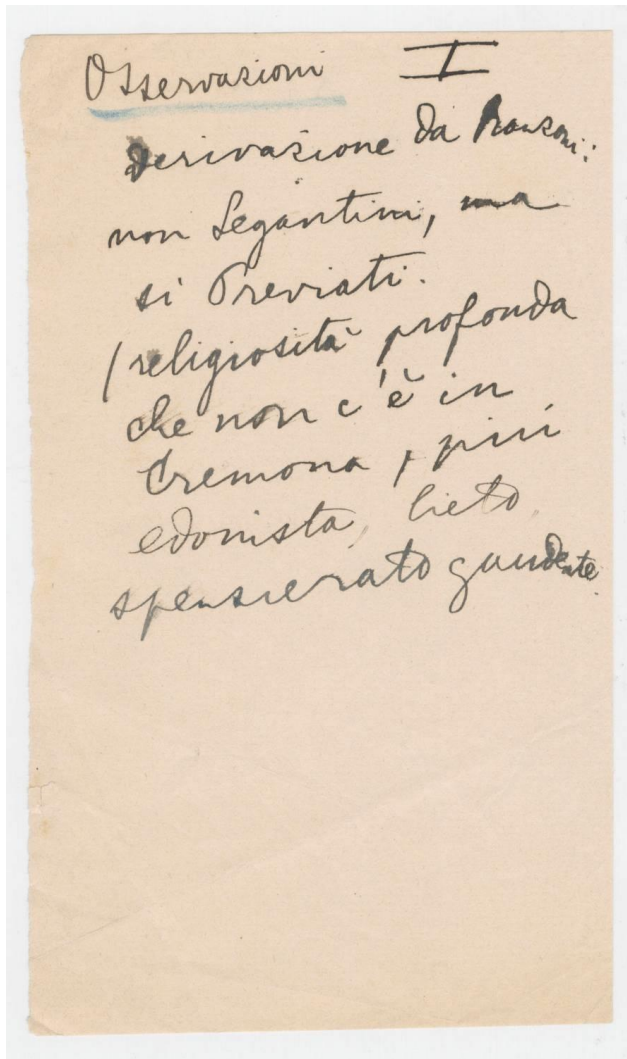 Osservazioni I
Derivazione da Ranzoni:
non Segantini, ma
si Previati.
(religiosità profonda
che non c'è in
Cremona, più
edonista, lieto,
spensierato gaudente.